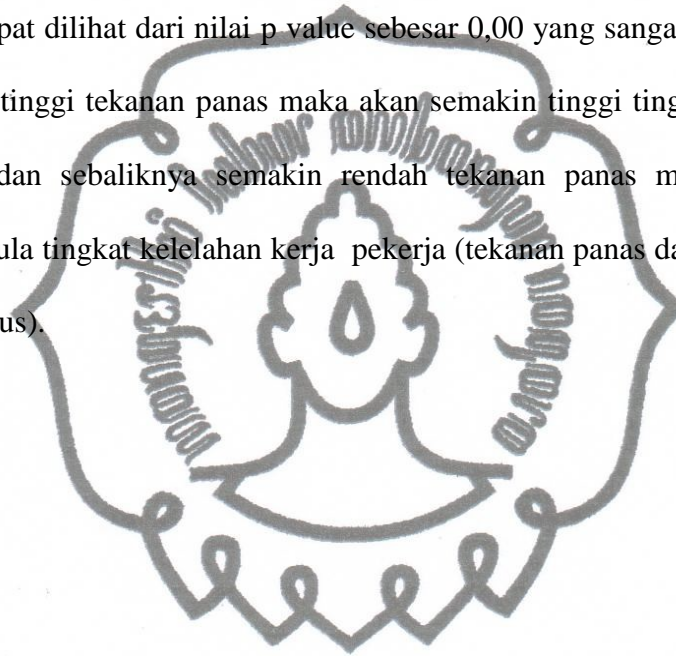 pat dilihat dari nilai p value sebesar 0,00 yang sanga
tinggi tekanan panas maka akan semakin tinggi ting
dan sebaliknya semakin rendah tekanan panas m
ula tingkat kelelahan kerja pekerja (tekanan panas da
us).